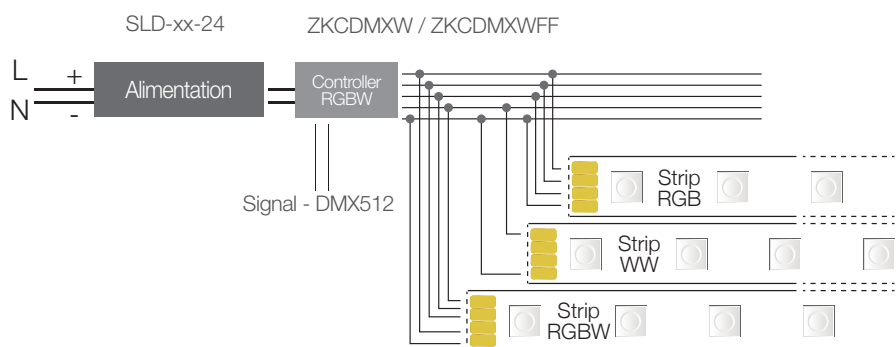 SLD-xx-24
ZKCDMXW / ZKCDMXWFF
L
+
Alimentation
Controller
RGBW
N
-
Signal - DMX512
Strip
RGB
Strip
WW
Strip
RGBW